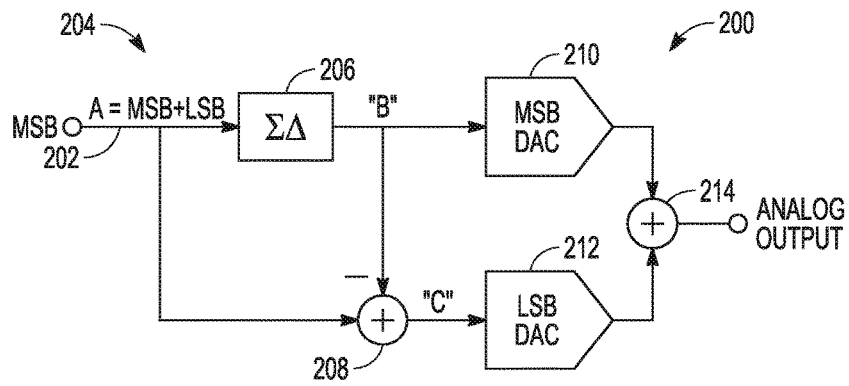 204
200
206
210
MSB
A = MSB+LSB
202
ΣΔ
"B"
MSB
DAC
214
+
ANALOG
OUTPUT
212
–
"C"
+
208
LSB
DAC